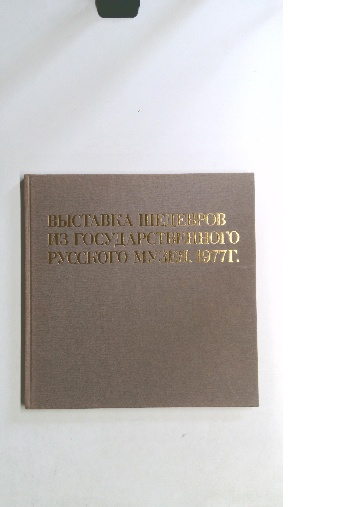 ВЫСТАВКА ШЕДЕВРОВ
ИЗ ГОСУДАРСТВЕННОГО
РУССКОГО МУЗЕЯ. 1977Г.